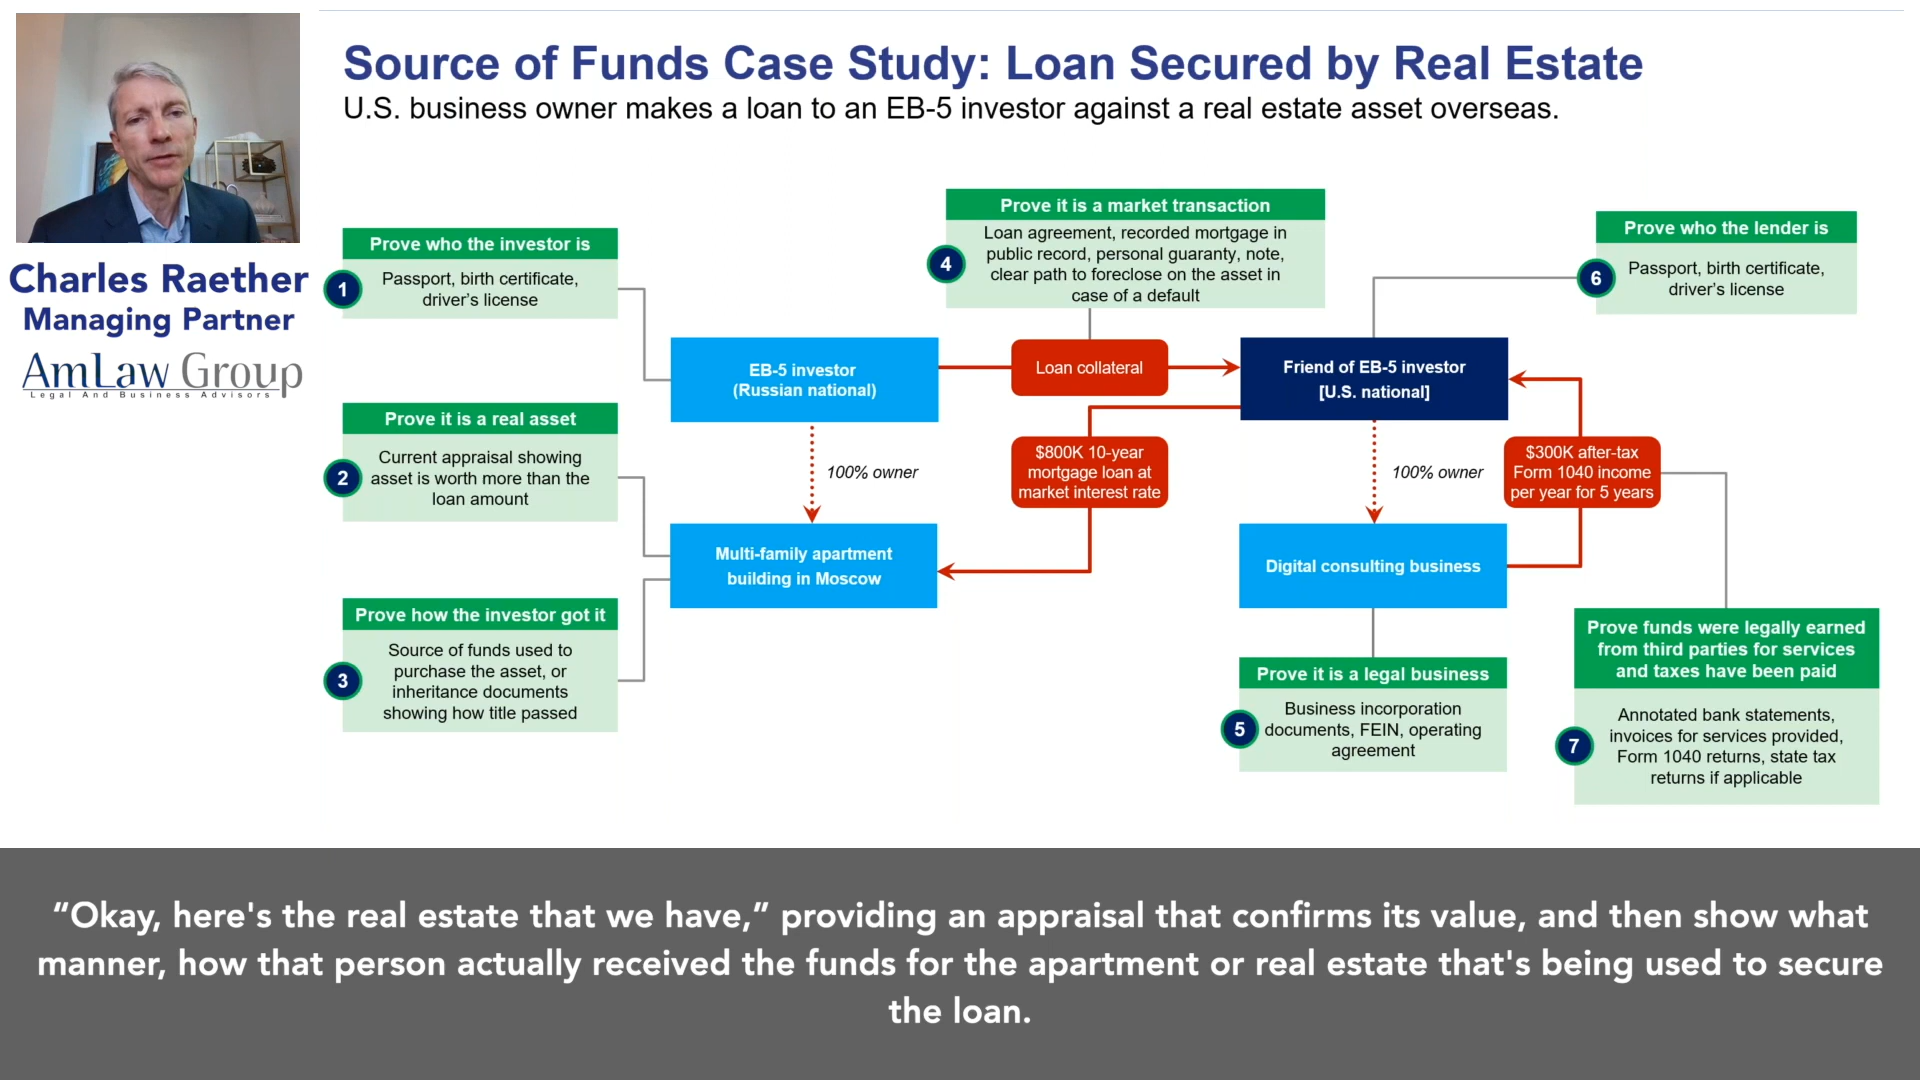 Source of Funds Case Study: Loan Secured by Real Estate
U.S. business owner makes a loan to an EB-5 investor against a real estate asset overseas.
Charles Raether
Managing Partner
AmLaw Group
Legal And Business Advisors
Prove who the investor is
1
Passport, birth certificate,
driver's license
Prove it is a real asset
2
Current appraisal showing
asset is worth more than the
loan amount
Prove how the investor got it
3
Source of funds used to
purchase the asset, or
inheritance documents
showing how title passed
EB-5 investor
(Russian national)
100% owner
Multi-family apartment
building in Moscow
Prove it is a market transaction
4
Loan agreement, recorded mortgage in
public record, personal guaranty, note,
clear path to foreclose on the asset in
case of a default
Loan collateral
$800K 10-year
mortgage loan at
market interest rate
Friend of EB-5 investor
[U.S. national]
100% owner
Digital consulting business
Prove it is a legal business
5
Business incorporation
documents, FEIN, operating
agreement
Prove who the lender is
6
Passport, birth certificate,
driver's license
$300K after-tax
Form 1040 income
per year for 5 years
Prove funds were legally earned
from third parties for services
and taxes have been paid
7
Annotated bank statements,
invoices for services provided,
Form 1040 returns, state tax
returns if applicable
“Okay, here's the real estate that we have,” providing an appraisal that confirms its value, and then show what
manner, how that person actually received the funds for the apartment or real estate that's being used to secure
the loan.